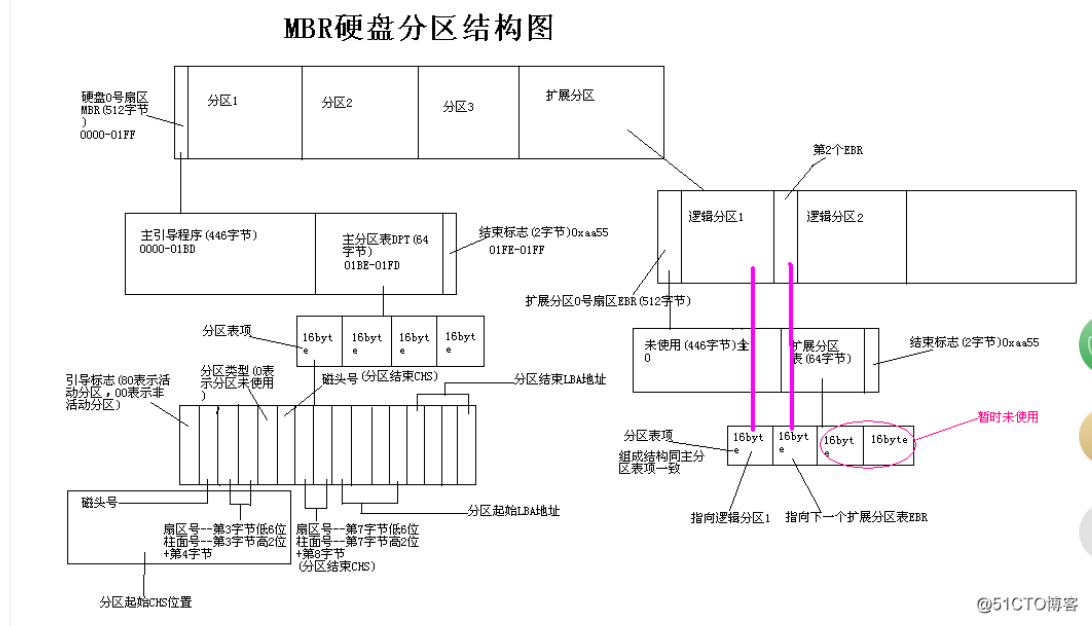 MBR硬盘分区结构图
硬盘0号扇区
MBR(512字节
)
0000-01FF
分区1
分区2
分区3
扩展分区
第2个EBR
逻辑分区1
逻辑分区2
主引导程序(446字节)
0000-01BD
主分区表DPT(64
字节)
01BE-01FD
结束标志(2字节)0xaa55
01FE-01FF
扩展分区0号扇区EBR(512字节)
分区表项
16byt
e
16byt
e
16byt
e
16byt
e
未使用(446字节)全
0
扩展分区
表(64字节)
结束标志(2字节)0xaa55
引导标志(80表示活
动分区，00表示非
活动分区)
分区类型(0表
示分区未使用
)
磁头号
(分区结束CHS)
分区结束LBA地址
暂时未使用
分区表项
组成结构同主分
区表项一致
16byt
e
16byt
e
16byt
e
16byte
指向逻辑分区1
指向下一个扩展分区表EBR
磁头号
扇区号--第3字节低6位
柱面号--第3字节高2位
+第4字节
扇区号--第7字节低6位
柱面号--第7字节高2位
+第8字节
(分区结束CHS)
分区起始LBA地址
分区起始CHS位置
@51CTO博客